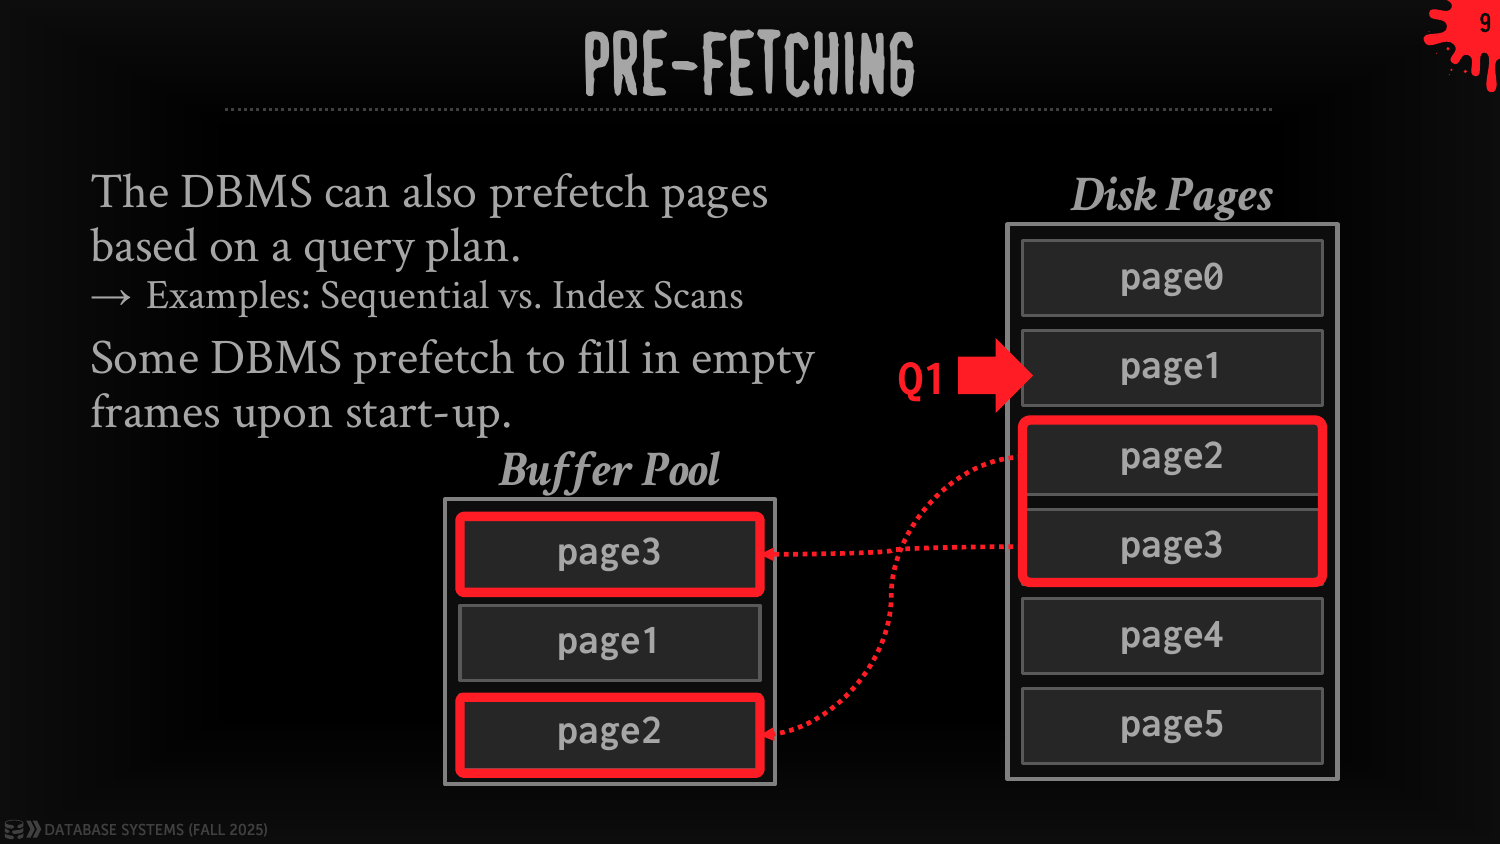 PRE-FETCHING
9
The DBMS can also prefetch pages
based on a query plan.
→ Examples: Sequential vs. Index Scans
Some DBMS prefetch to fill in empty
frames upon start-up.
Buffer Pool
page3
page1
page2
Disk Pages
page0
Q1
page1
page2
page3
page4
page5
DATABASE SYSTEMS (FALL 2025)